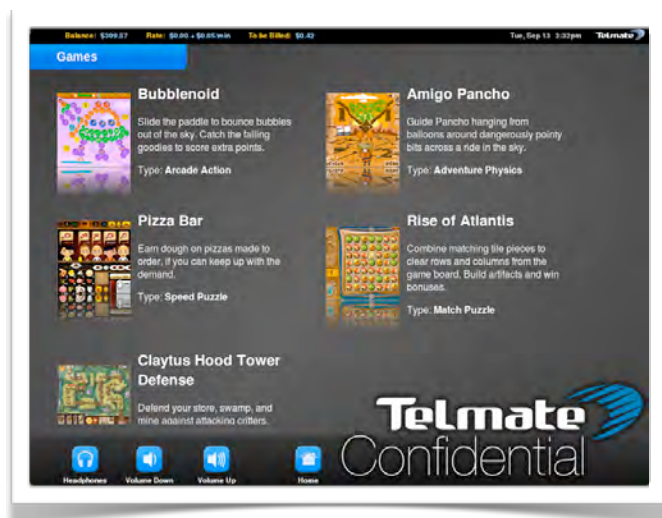 Balance: $309.57 Rate: $0.00 + $0.05/min To be Billed: $0.42 Tue, Sep 13 3:32pm Telmate
Games
Bubblenoid
Slide the paddle to bounce bubbles
out of the sky. Catch the falling
goodies to score extra points.
Type: Arcade Action
Amigo Pancho
Guide Pancho hanging from
balloons around dangerously pointy
bits across a ride in the sky.
Type: Adventure Physics
Pizza Bar
Earn dough on pizzas made to
order, if you can keep up with the
demand.
Type: Speed Puzzle
Rise of Atlantis
Combine matching tile pieces to
clear rows and columns from the
game board. Build artifacts and win
bonuses.
Type: Match Puzzle
Claytus Hood Tower
Defense
Defend your store, swamp, and
mine against attacking critters.
Telmate
Confidential
Headphones Volume Down Volume Up Home